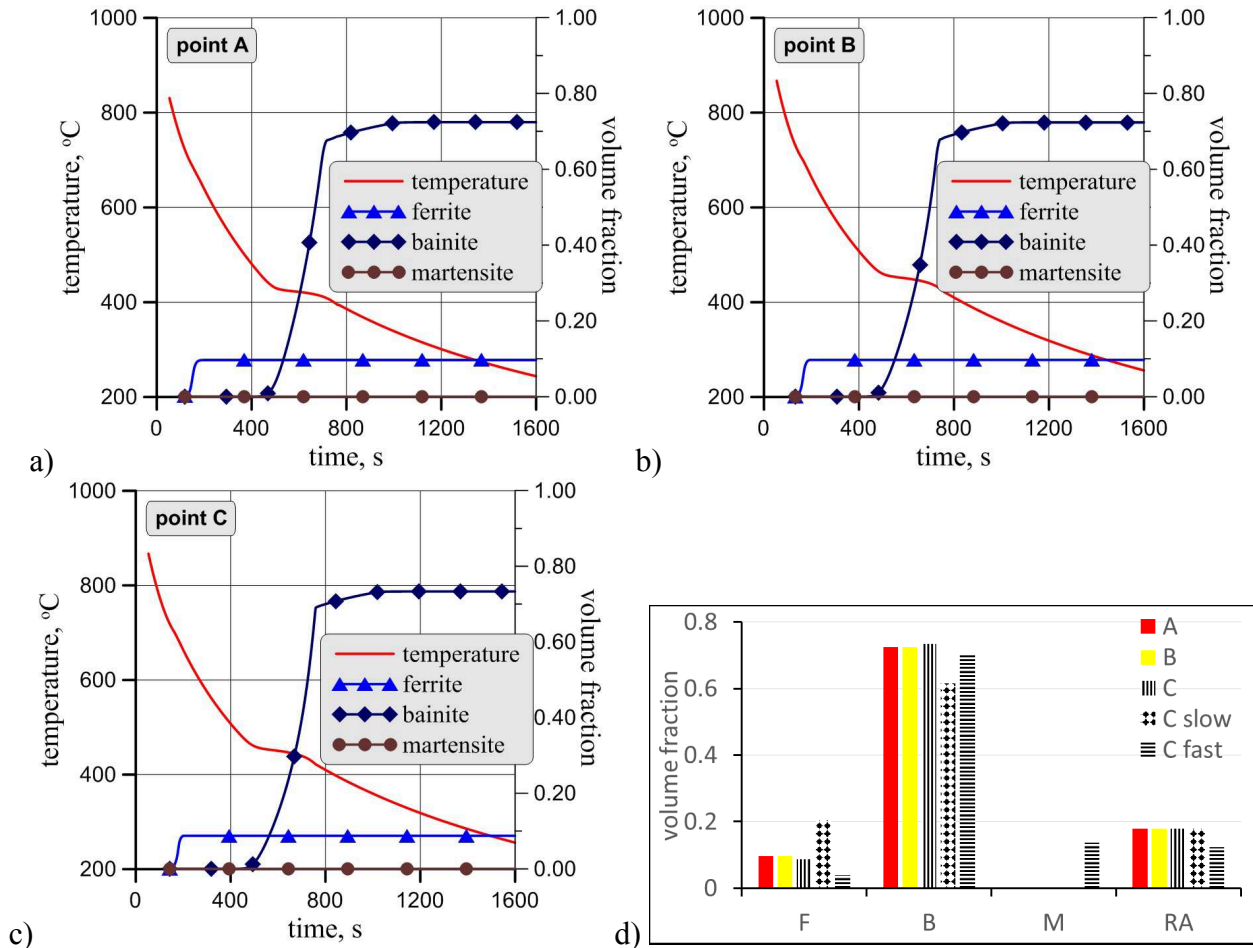 point A
1000
800
600
400
200
temperature, °C
1.00
0.80
0.60
0.40
0.20
0.00
volume fraction
temperature
ferrite
bainite
martensite
0 400 800 1200 1600
time, s
a)
point B
1000
800
600
400
200
temperature, °C
1.00
0.80
0.60
0.40
0.20
0.00
volume fraction
temperature
ferrite
bainite
martensite
0 400 800 1200 1600
time, s
b)
point C
1000
800
600
400
200
temperature, °C
1.00
0.80
0.60
0.40
0.20
0.00
volume fraction
temperature
ferrite
bainite
martensite
0 400 800 1200 1600
time, s
c)
0.8
0.6
0.4
0.2
0
volume fraction
A
B
C
C slow
C fast
F B M RA
d)